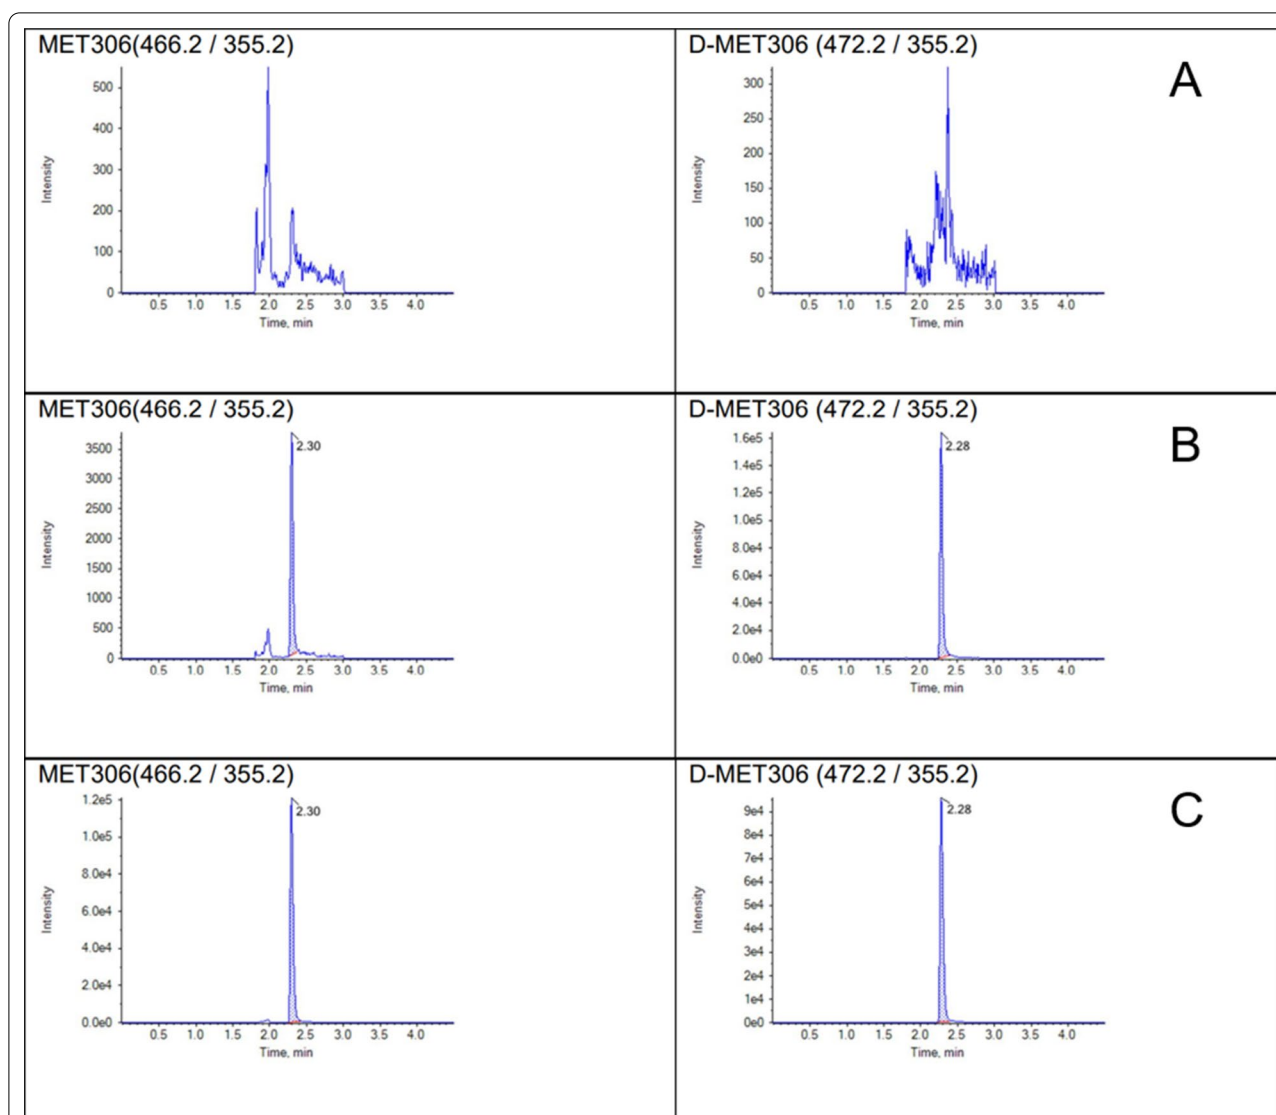 MET306(466.2 / 355.2)
500
400
300
200
100
0
Intensity
0.5 1.0 1.5 2.0 2.5 3.0 3.5 4.0
Time, min
D-MET306 (472.2 / 355.2)
A
300
250
200
150
100
50
0
Intensity
0.5 1.0 1.5 2.0 2.5 3.0 3.5 4.0
Time, min
MET306(466.2 / 355.2)
2.30
3500
3000
2500
2000
1500
1000
500
0
Intensity
0.5 1.0 1.5 2.0 2.5 3.0 3.5 4.0
Time, min
D-MET306 (472.2 / 355.2)
B
2.28
1.6e5
1.4e5
1.2e5
1.0e5
8.0e4
6.0e4
4.0e4
2.0e4
0.0e0
Intensity
0.5 1.0 1.5 2.0 2.5 3.0 3.5 4.0
Time, min
MET306(466.2 / 355.2)
2.30
1.2e5
1.0e5
8.0e4
6.0e4
4.0e4
2.0e4
0.0e0
Intensity
0.5 1.0 1.5 2.0 2.5 3.0 3.5 4.0
Time, min
D-MET306 (472.2 / 355.2)
C
2.28
9e4
8e4
7e4
6e4
5e4
4e4
3e4
2e4
1e4
0e0
Intensity
0.5 1.0 1.5 2.0 2.5 3.0 3.5 4.0
Time, min